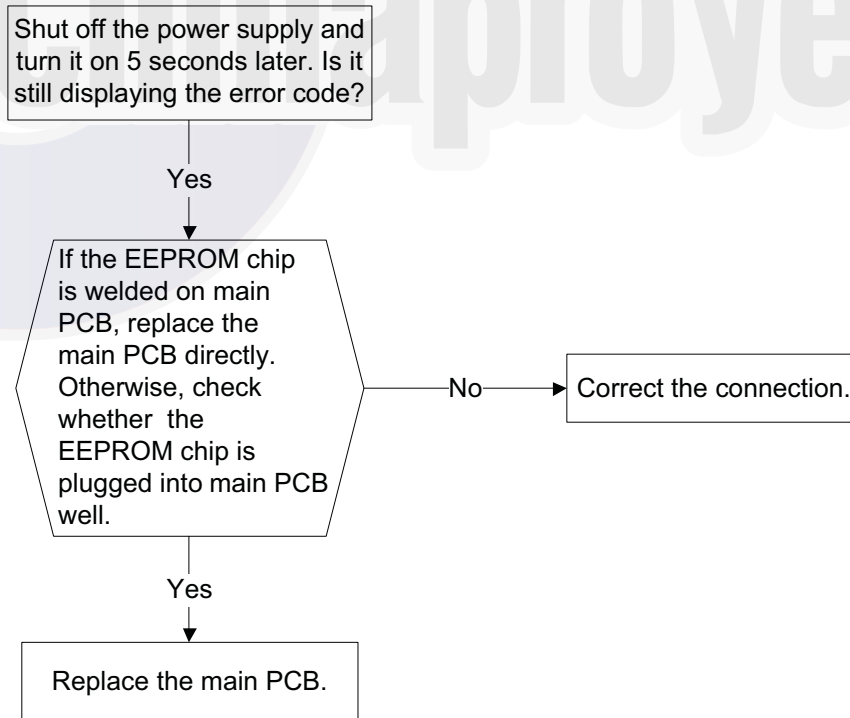 Shut off the power supply and
turn it on 5 seconds later. Is it
still displaying the error code?
Yes
If the EEPROM chip
is welded on main
PCB, replace the
main PCB directly.
Otherwise, check
whether the
EEPROM chip is
plugged into main PCB
well.
No
Correct the connection.
Yes
Replace the main PCB.